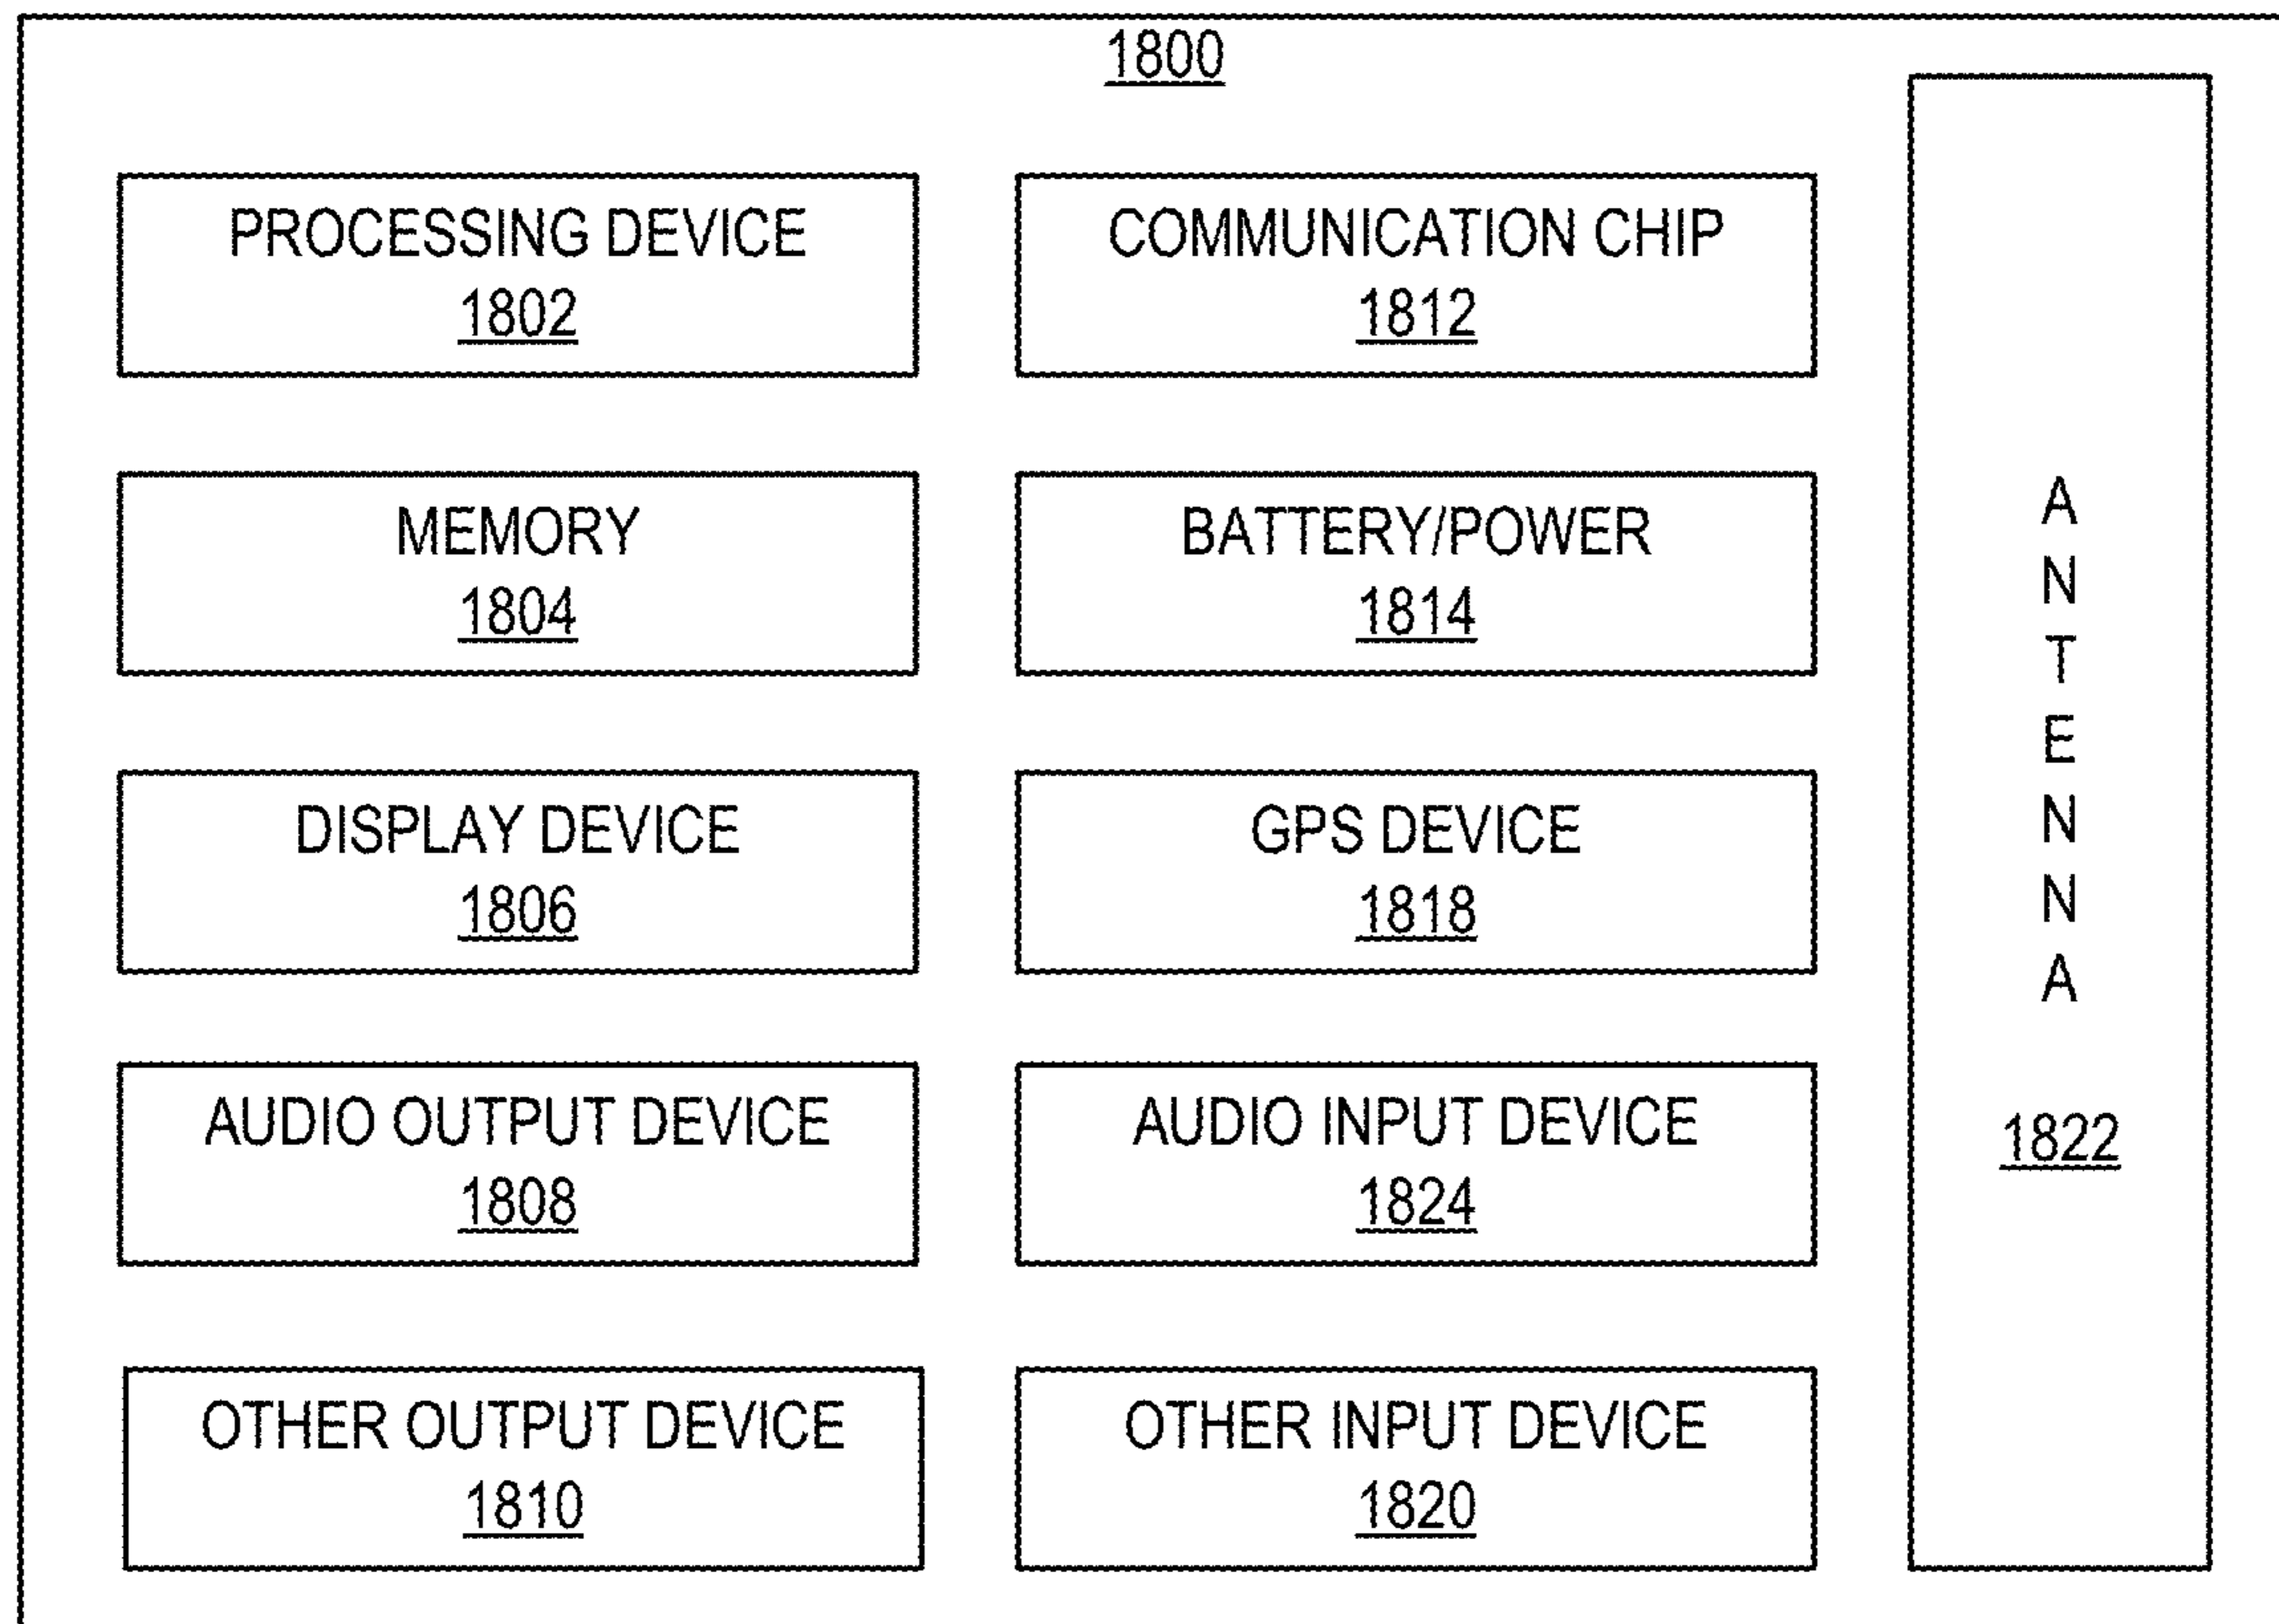 1800
PROCESSING DEVICE
1802
COMMUNICATION CHIP
1812
MEMORY
1804
BATTERY/POWER
1814
DISPLAY DEVICE
1806
GPS DEVICE
1818
AUDIO OUTPUT DEVICE
1808
AUDIO INPUT DEVICE
1824
OTHER OUTPUT DEVICE
1810
OTHER INPUT DEVICE
1820
ANTENNA
1822